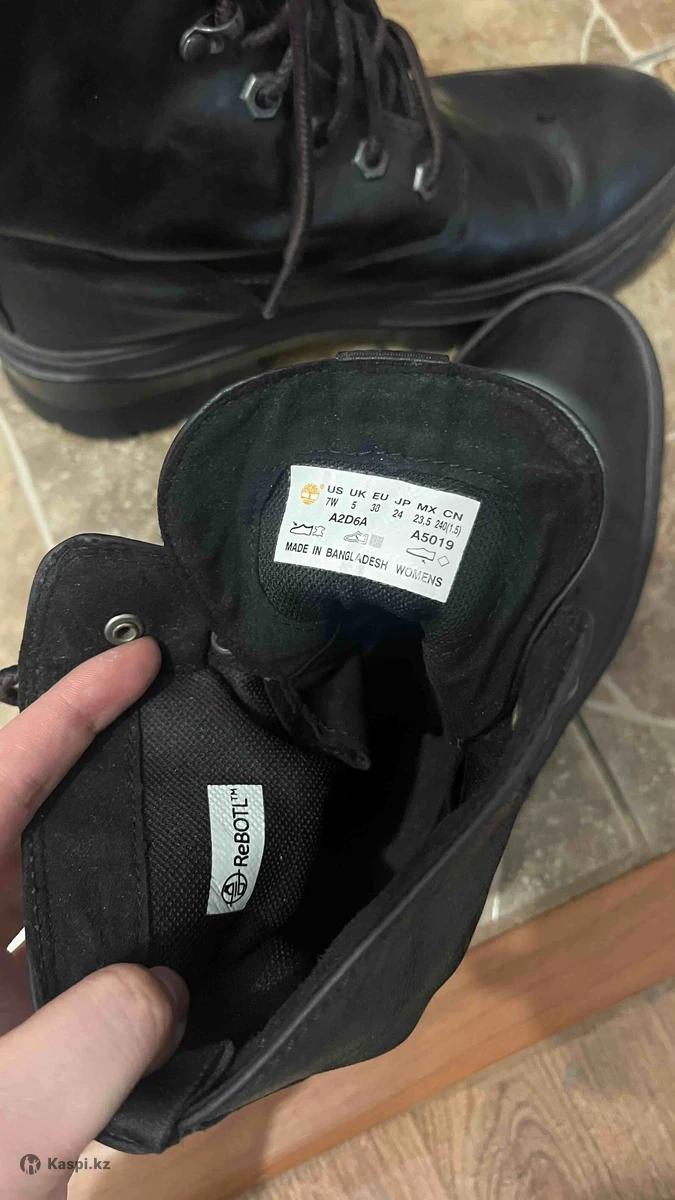 US UK EU JP MX CN
7W 5 38 24 23,5 240(1.5)
A2D6A A5019
MADE IN BANGLADESH WOMENS
ReBOTL™
Kaspi.kz